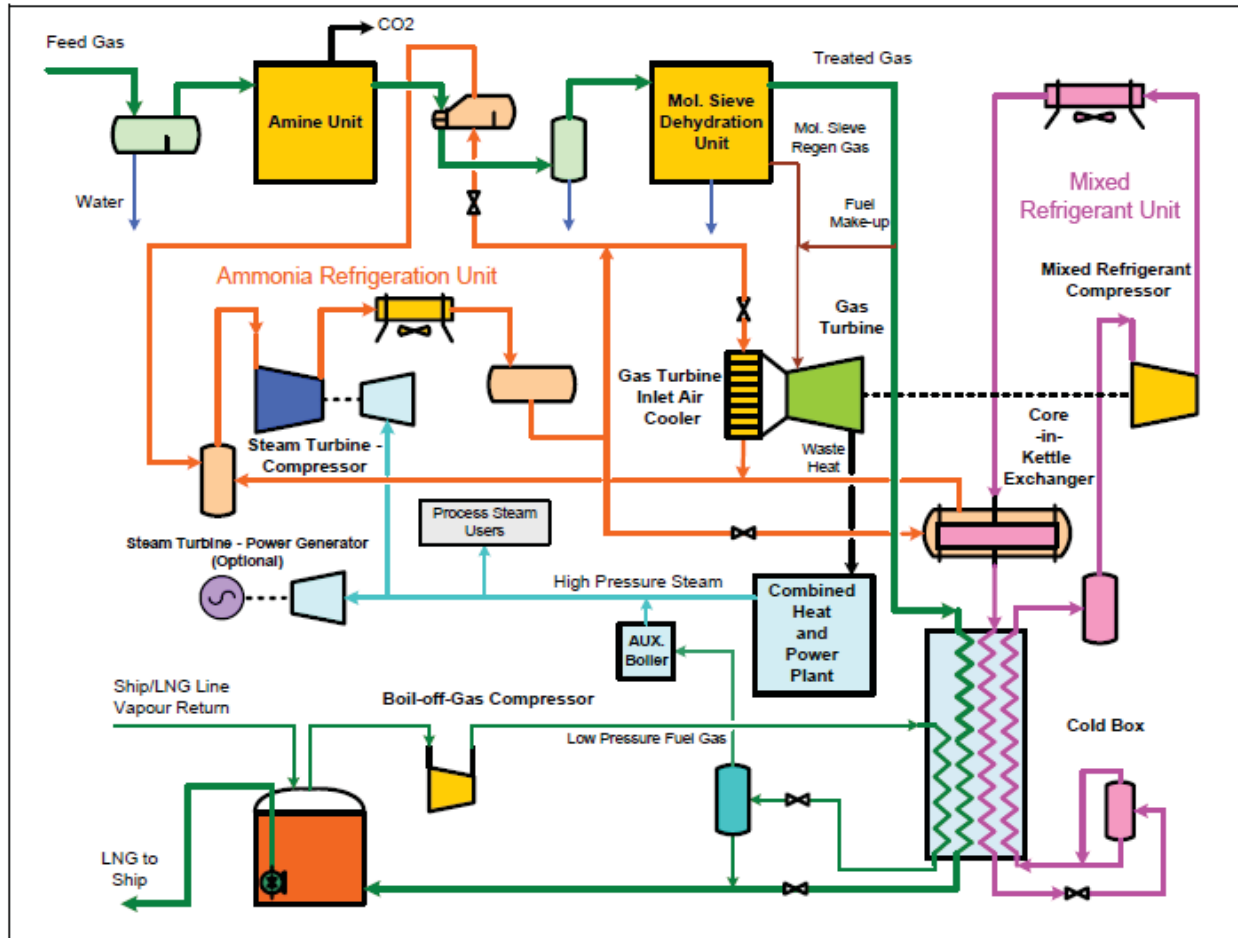 CO2
Feed Gas
Amine Unit
Treated Gas
Mol. Sieve
Dehydration
Unit
Mol. Sieve
Regen Gas
Water
Fuel
Make-up
Mixed
Refrigerant Unit
Ammonia Refrigeration Unit
Mixed Refrigerant
Compressor
Gas
Turbine
Gas Turbine
Inlet Air
Cooler
Core
-in-
Kettle
Exchanger
Steam Turbine -
Compressor
Waste
Heat
Process Steam
Users
Steam Turbine - Power Generator
(Optional)
High Pressure Steam
Combined
Heat
and
Power
Plant
AUX.
Boiler
Ship/LNG Line
Vapour Return
Boil-off-Gas Compressor
Low Pressure Fuel Gas
Cold Box
LNG to
Ship